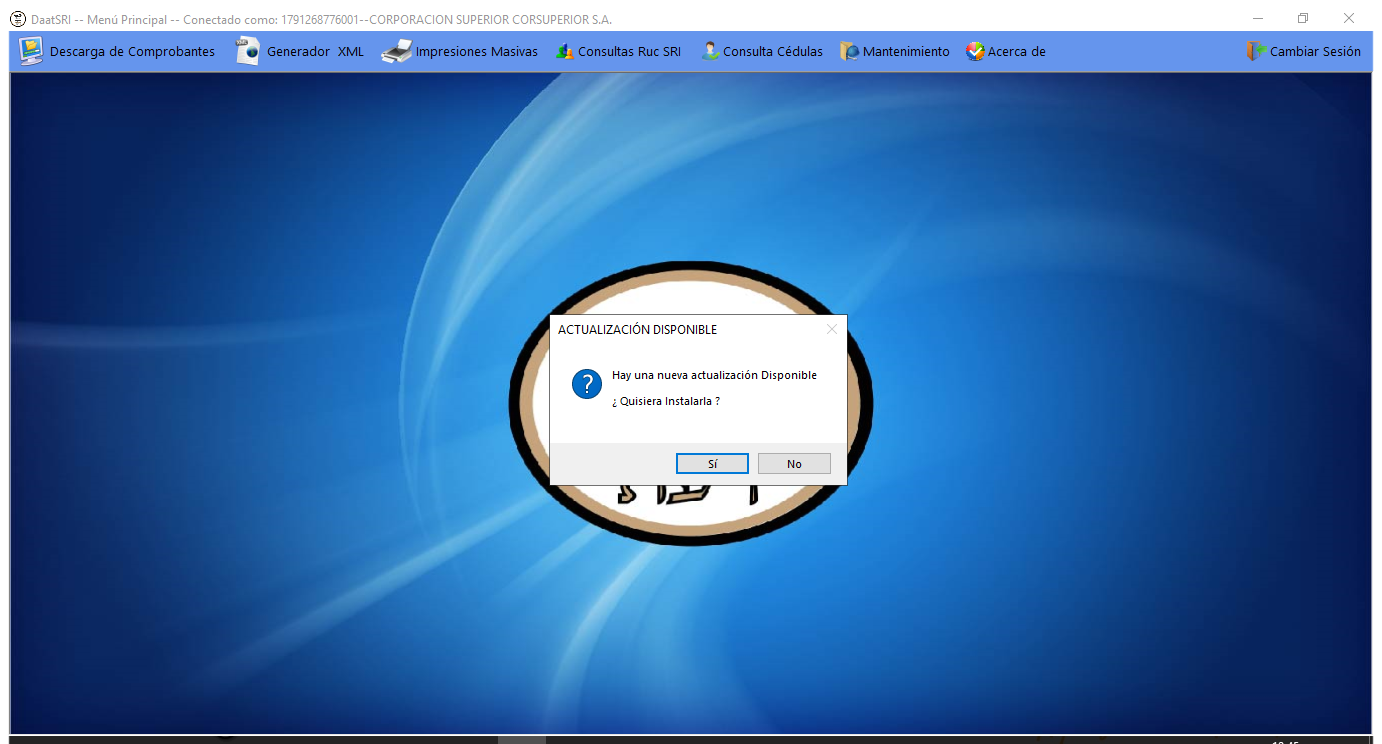 DaatSRI -- Menú Principal -- Conectado como: 1791268776001--CORPORACION SUPERIOR CORSUPERIOR S.A.
Descarga de Comprobantes
Generador XML
Impresiones Masivas
Consultas Ruc SRI
Consulta Cédulas
Mantenimiento
Acerca de
Cambiar Sesión
ACTUALIZACIÓN DISPONIBLE
Hay una nueva actualización Disponible
¿ Quisiera Instalarla ?
Sí
No